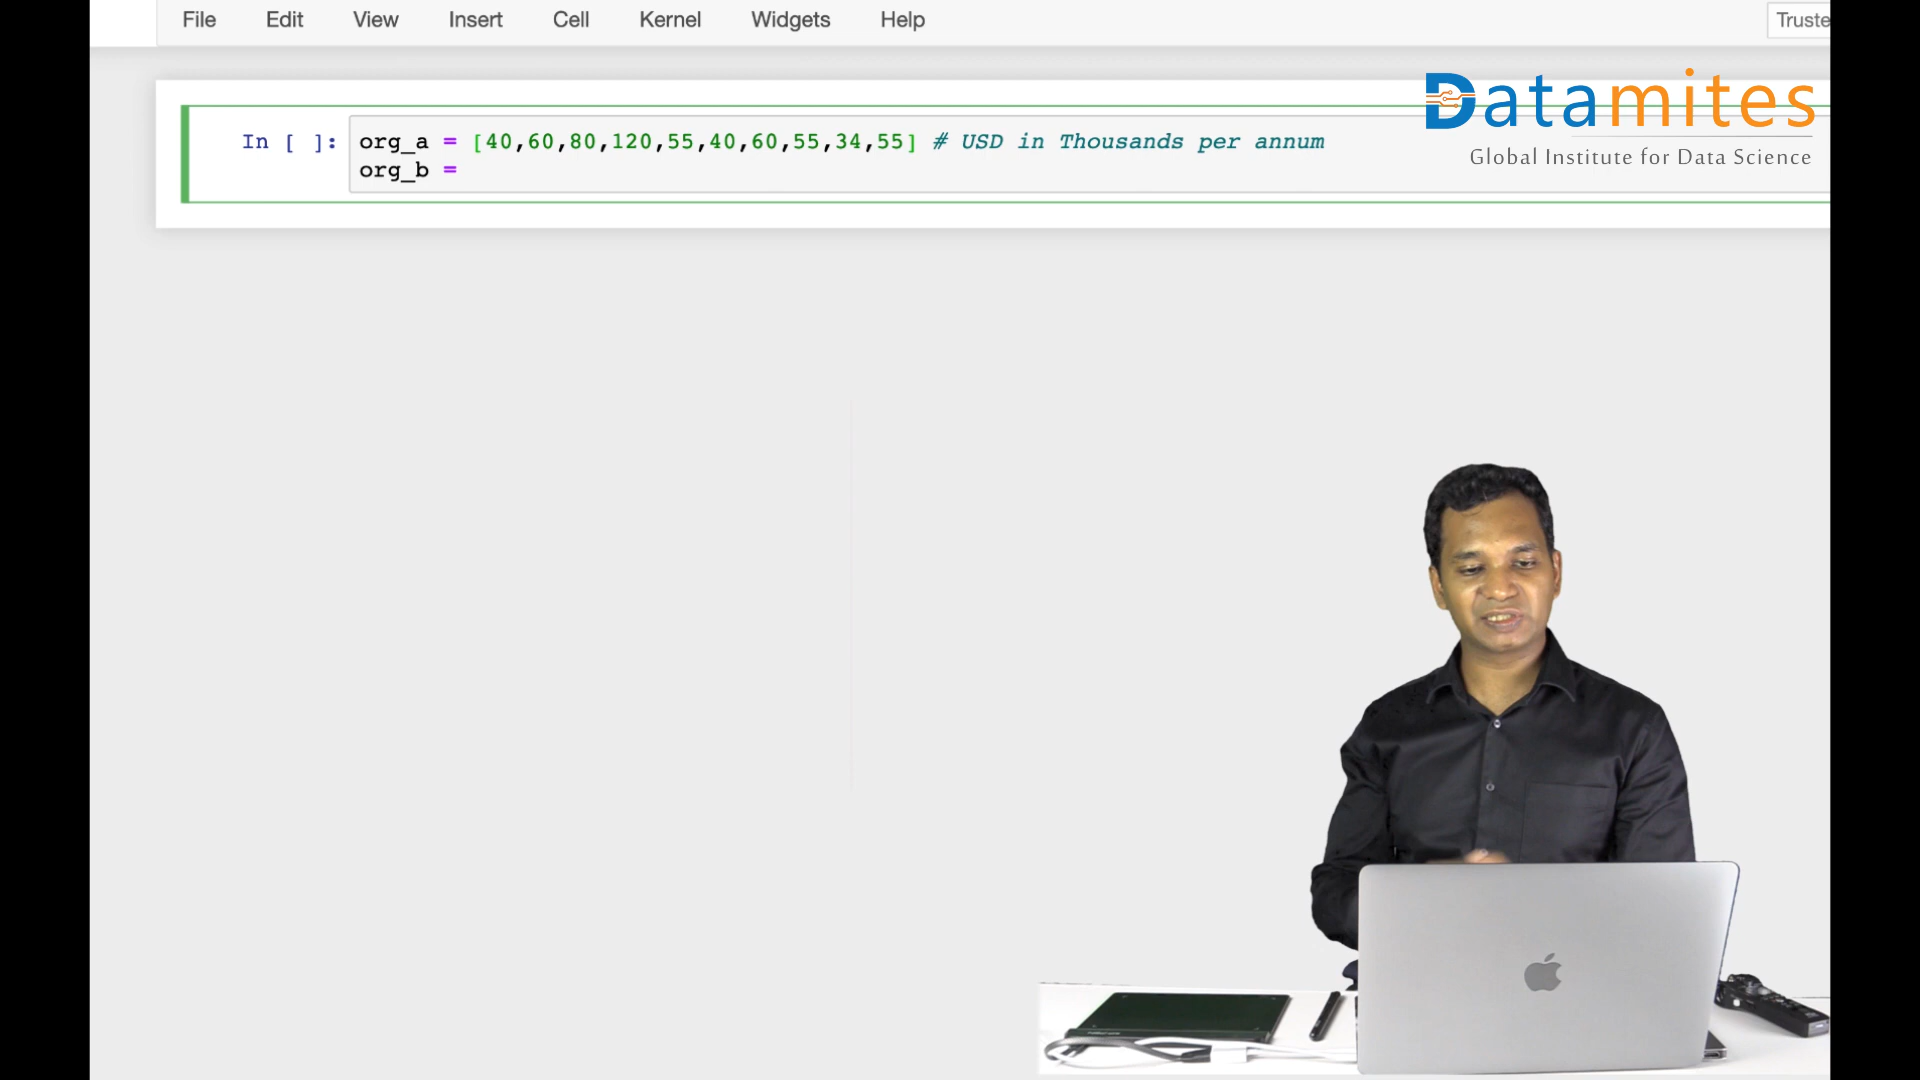 File Edit View Insert Cell Kernel Widgets Help Truste
Datamites
Global Institute for Data Science
In [ ]: org_a = [40,60,80,120,55,40,60,55,34,55] # USD in Thousands per annum
org_b =